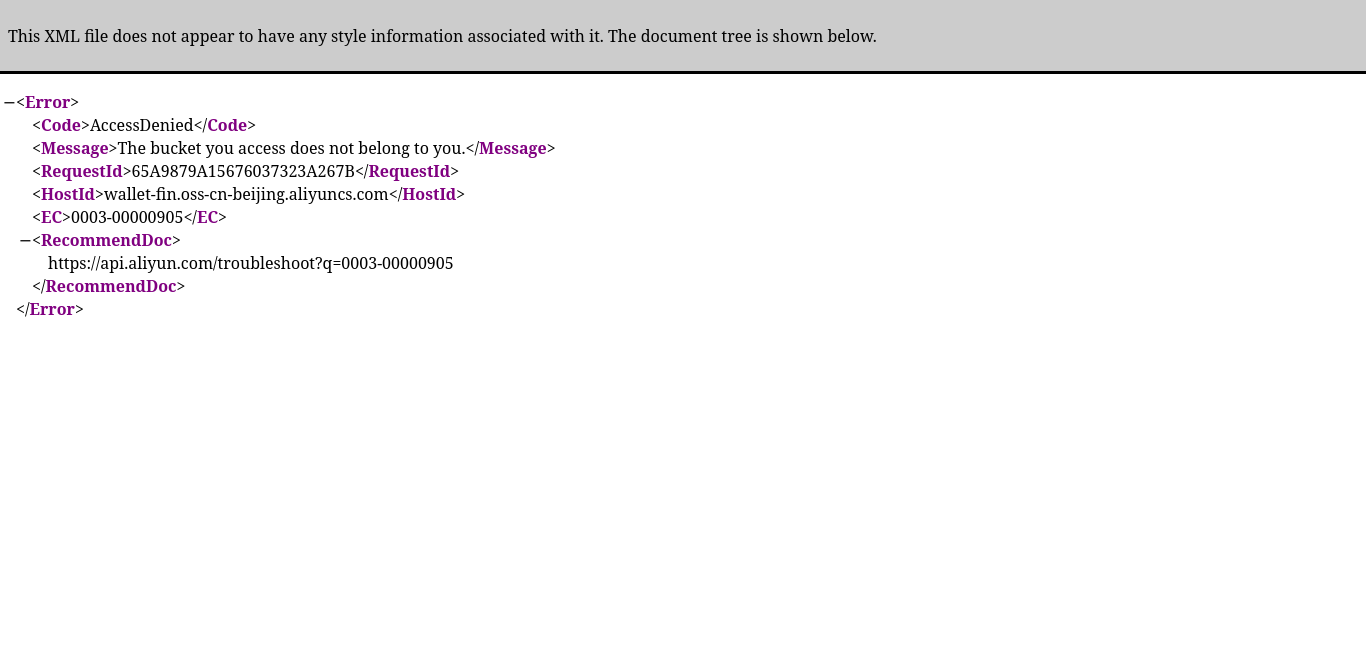 This XML file does not appear to have any style information associated with it. The document tree is shown below.
−<Error>
<Code>AccessDenied</Code>
<Message>The bucket you access does not belong to you.</Message>
<RequestId>65A9879A15676037323A267B</RequestId>
<HostId>wallet-fin.oss-cn-beijing.aliyuncs.com</HostId>
<EC>0003-00000905</EC>
−<RecommendDoc>
https://api.aliyun.com/troubleshoot?q=0003-00000905
</RecommendDoc>
</Error>